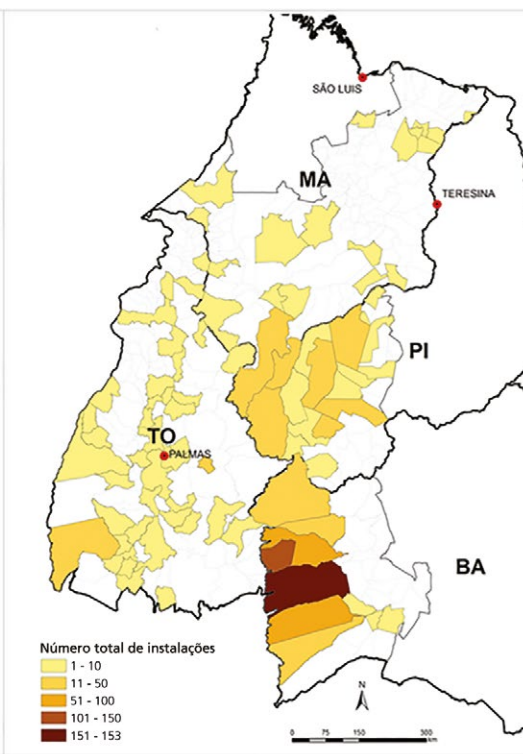 SÃO LUIS
MA
TERESINA
PI
TO
PALMAS
BA
Número total de instalações
1 - 10
11 - 50
51 - 100
101 - 150
151 - 153
N
0 75 150 300
km